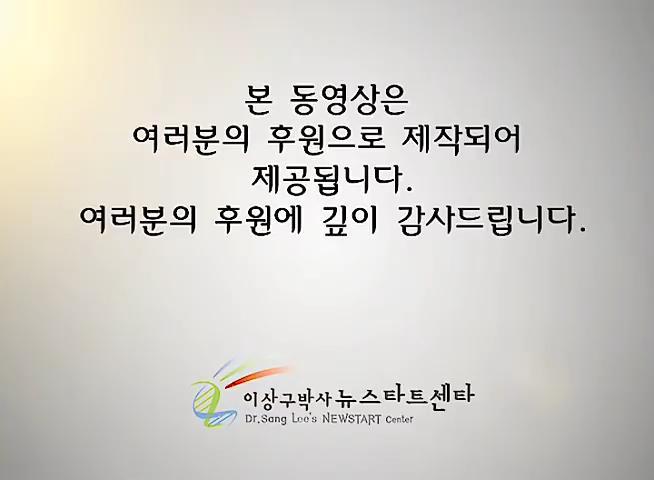 본 동영상은
여러분의 후원으로 제작되어
제공됩니다.
여러분의 후원에 깊이 감사드립니다.
이상구박사 뉴스타트센타
Dr.Sang Lee's NEWSTART Center